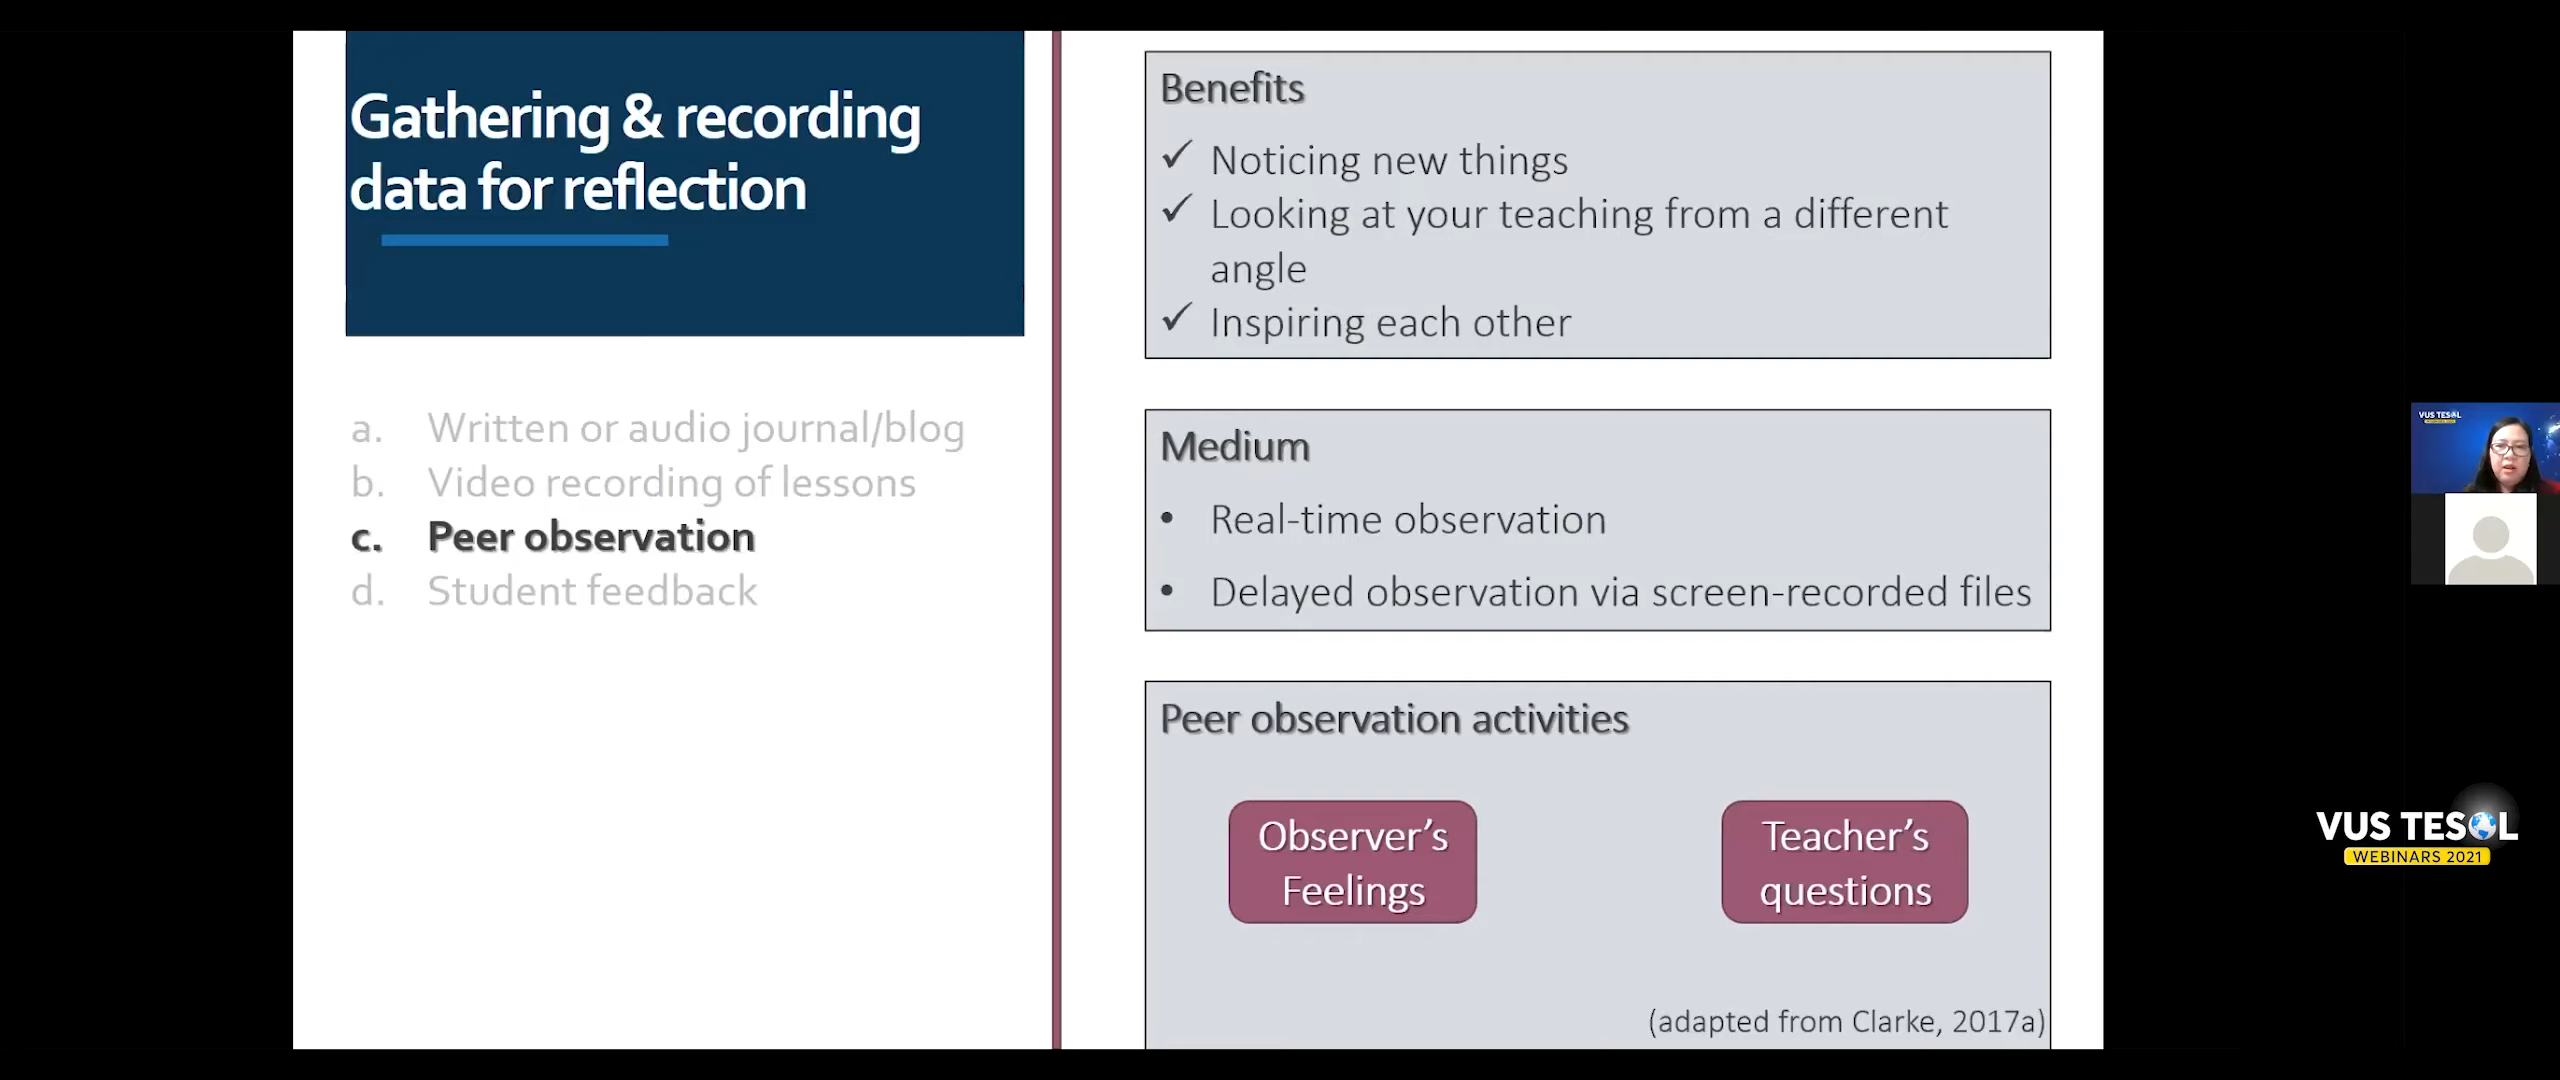 Gathering & recording
data for reflection
a. Written or audio journal/blog
b. Video recording of lessons
c. Peer observation
d. Student feedback
Benefits
✓ Noticing new things
✓ Looking at your teaching from a different
angle
✓ Inspiring each other
Medium
• Real-time observation
• Delayed observation via screen-recorded files
Peer observation activities
Observer’s
Feelings
Teacher’s
questions
(adapted from Clarke, 2017a)
VUS TESOL
VUS TESOL
WEBINARS 2021